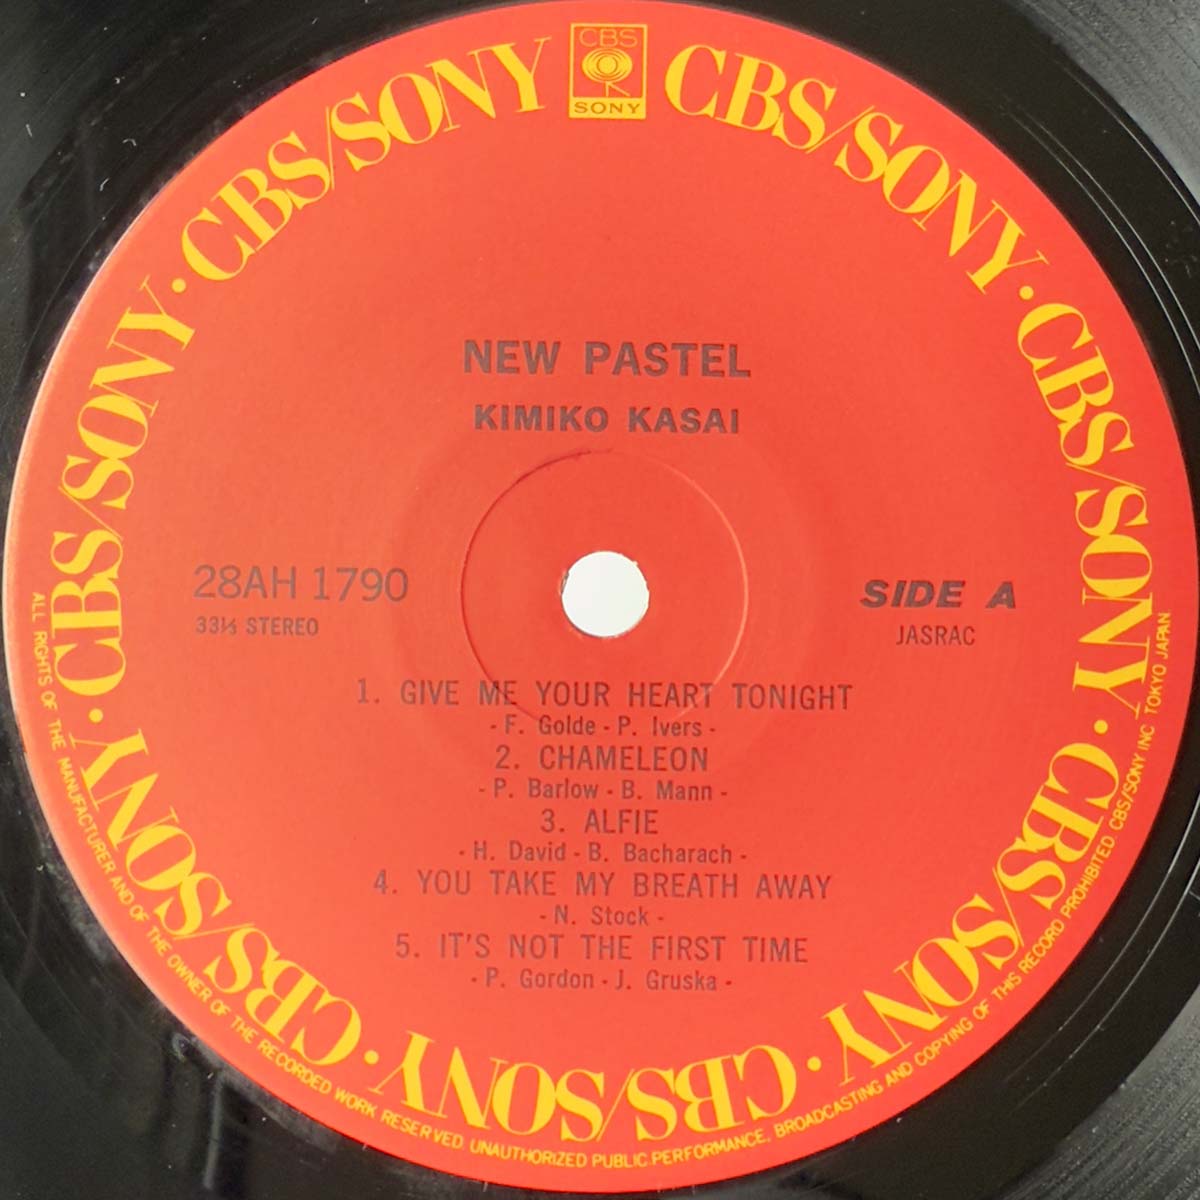 CBS
SONY
CBS/SONY · CBS/SONY · CBS/SONY · CBS/SONY · CBS/SONY · CBS/SONY · CBS/SONY · CBS/SONY
NEW PASTEL
KIMIKO KASAI
28AH 1790
33⅓ STEREO
SIDE A
JASRAC
1. GIVE ME YOUR HEART TONIGHT
- F. Golde - P. Ivers -
2. CHAMELEON
- P. Barlow - B. Mann -
3. ALFIE
- H. David - B. Bacharach -
4. YOU TAKE MY BREATH AWAY
- N. Stock -
5. IT'S NOT THE FIRST TIME
- P. Gordon - J. Gruska -
ALL RIGHTS OF THE MANUFACTURER AND OF THE OWNER OF THE RECORDED WORK RESERVED. UNAUTHORIZED PUBLIC PERFORMANCE, BROADCASTING AND COPYING OF THIS RECORD PROHIBITED CBS/SONY INC TOKYO JAPAN